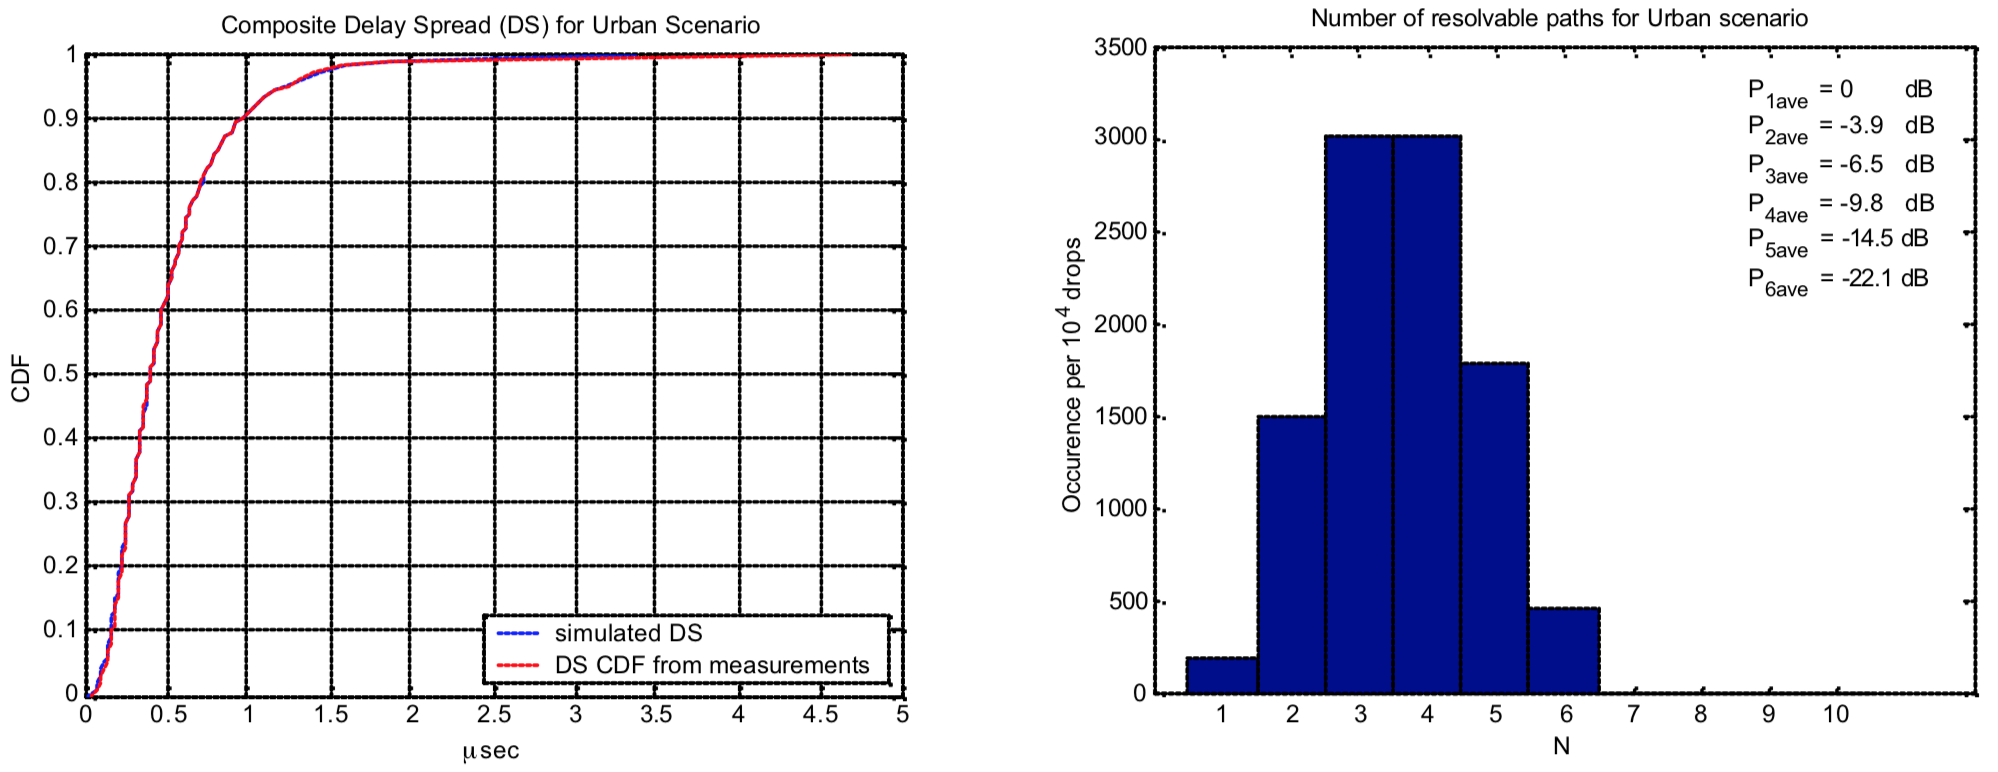 Composite Delay Spread (DS) for Urban Scenario
1
0.9
0.8
0.7
0.6
0.5
0.4
0.3
0.2
0.1
0
CDF
simulated DS
DS CDF from measurements
0 0.5 1 1.5 2 2.5 3 3.5 4 4.5 5
μsec
Number of resolvable paths for Urban scenario
3500
3000
2500
2000
1500
1000
500
0
Occurence per 10^4 drops
P1ave = 0 dB
P2ave = -3.9 dB
P3ave = -6.5 dB
P4ave = -9.8 dB
P5ave = -14.5 dB
P6ave = -22.1 dB
1 2 3 4 5 6 7 8 9 10
N